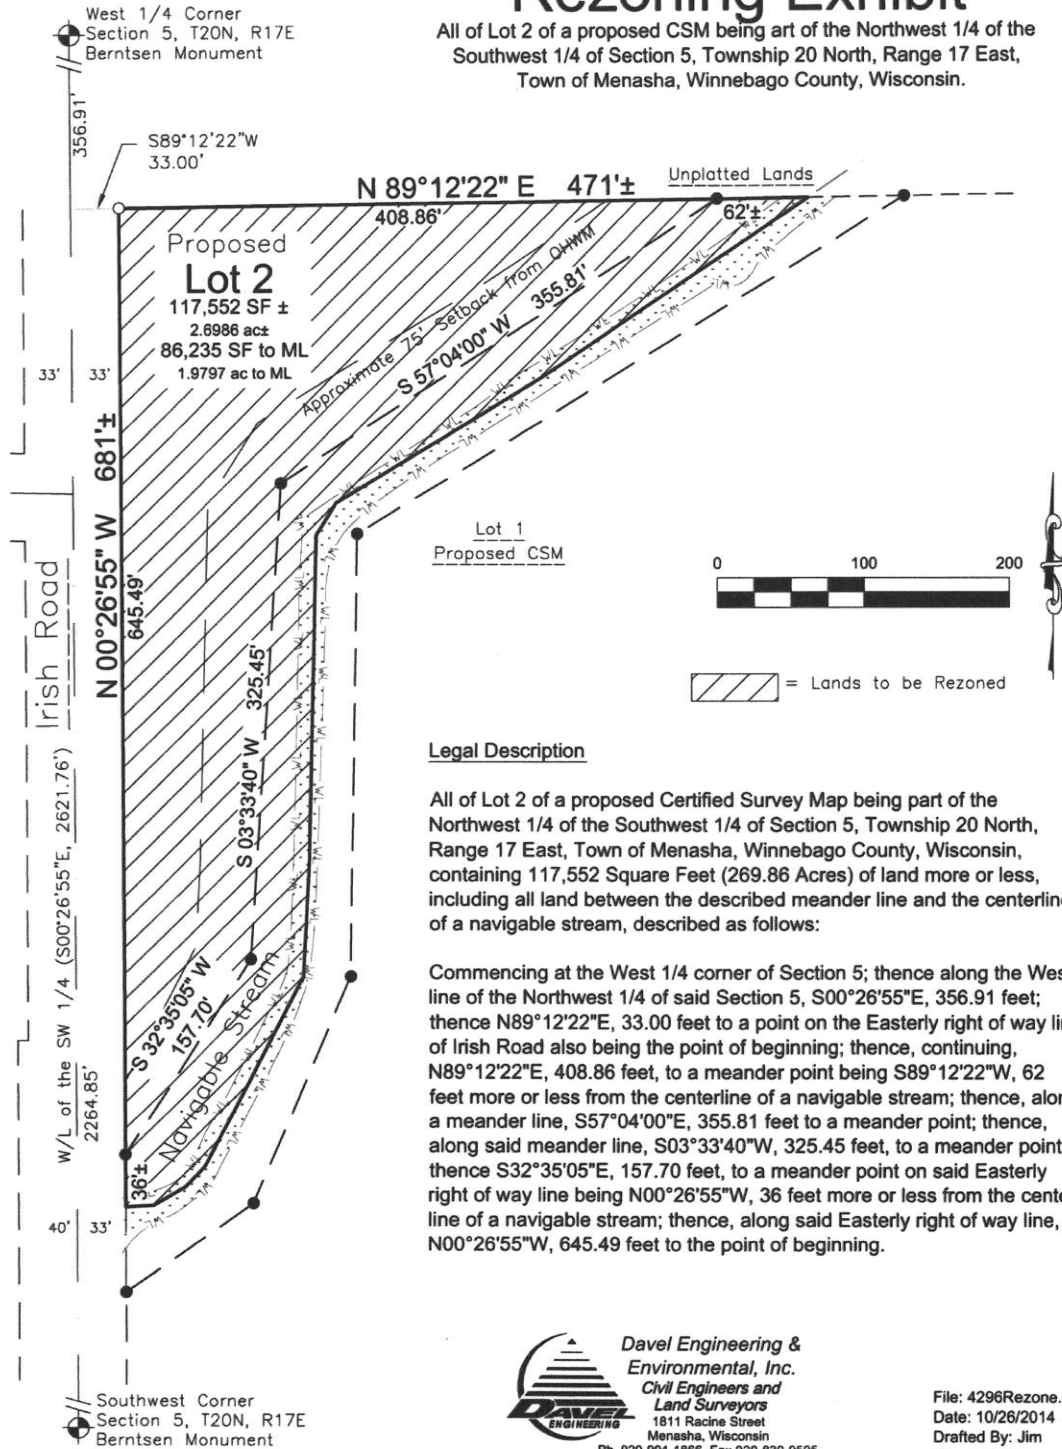 Rezoning Exhibit
All of Lot 2 of a proposed CSM being art of the Northwest 1/4 of the
Southwest 1/4 of Section 5, Township 20 North, Range 17 East,
Town of Menasha, Winnebago County, Wisconsin.
West 1/4 Corner
Section 5, T20N, R17E
Berntsen Monument
356.91'
S89°12'22"W
33.00'
N 89°12'22" E 471'±
408.86'
Unplatted Lands
62'±
Proposed
Lot 2
117,552 SF ±
2.6986 ac±
86,235 SF to ML
1.9797 ac to ML
Approximate 75' Setback from OHWM
S 57°04'00" W 355.81'
33' 33'
N 00°26'55" W 681'±
645.49'
Irish Road
Lot 1
Proposed CSM
0 100 200
= Lands to be Rezoned
S 03°33'40" W 325.45'
W/L of the SW 1/4 (S00°26'55"E, 2621.76')
2264.85'
S 32°35'05" W
157.70'
Navigable Stream
36'±
40' 33'
WL WL WL WL WL WL
Legal Description
All of Lot 2 of a proposed Certified Survey Map being part of the
Northwest 1/4 of the Southwest 1/4 of Section 5, Township 20 North,
Range 17 East, Town of Menasha, Winnebago County, Wisconsin,
containing 117,552 Square Feet (269.86 Acres) of land more or less,
including all land between the described meander line and the centerline
of a navigable stream, described as follows:
Commencing at the West 1/4 corner of Section 5; thence along the Wes
line of the Northwest 1/4 of said Section 5, S00°26'55"E, 356.91 feet;
thence N89°12'22"E, 33.00 feet to a point on the Easterly right of way li
of Irish Road also being the point of beginning; thence, continuing,
N89°12'22"E, 408.86 feet, to a meander point being S89°12'22"W, 62
feet more or less from the centerline of a navigable stream; thence, alon
a meander line, S57°04'00"E, 355.81 feet to a meander point; thence,
along said meander line, S03°33'40"W, 325.45 feet, to a meander point
thence S32°35'05"E, 157.70 feet, to a meander point on said Easterly
right of way line being N00°26'55"W, 36 feet more or less from the cente
line of a navigable stream; thence, along said Easterly right of way line,
N00°26'55"W, 645.49 feet to the point of beginning.
DAVEL
ENGINEERING
Davel Engineering &
Environmental, Inc.
Civil Engineers and
Land Surveyors
1811 Racine Street
Menasha, Wisconsin
File: 4296Rezone.
Date: 10/26/2014
Drafted By: Jim
Southwest Corner
Section 5, T20N, R17E
Berntsen Monument